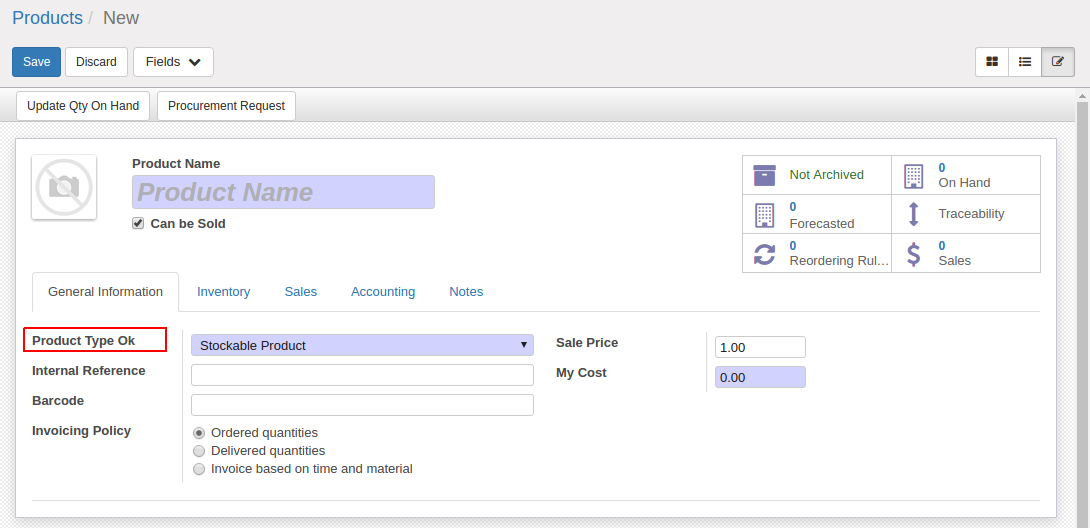 Products / New
Save Discard Fields
Update Qty On Hand Procurement Request
Product Name
Product Name
Can be Sold
Not Archived
0
On Hand
0
Forecasted
Traceability
0
Reordering Rul...
0
Sales
General Information Inventory Sales Accounting Notes
Product Type Ok Stockable Product
Internal Reference
Barcode
Invoicing Policy
Ordered quantities
Delivered quantities
Invoice based on time and material
Sale Price 1.00
My Cost 0.00